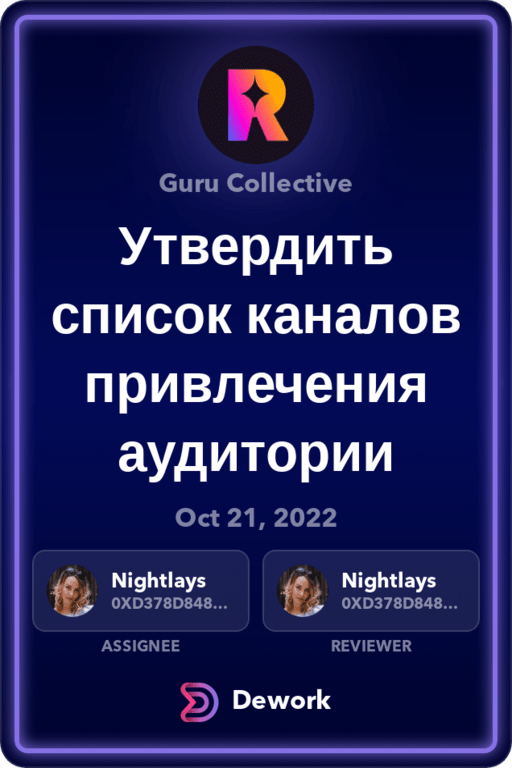 R
Guru Collective
Утвердить
список каналов
привлечения
аудитории
Oct 21, 2022
Nightlays
0XD378D848...
ASSIGNEE
Nightlays
0XD378D848...
REVIEWER
Dework